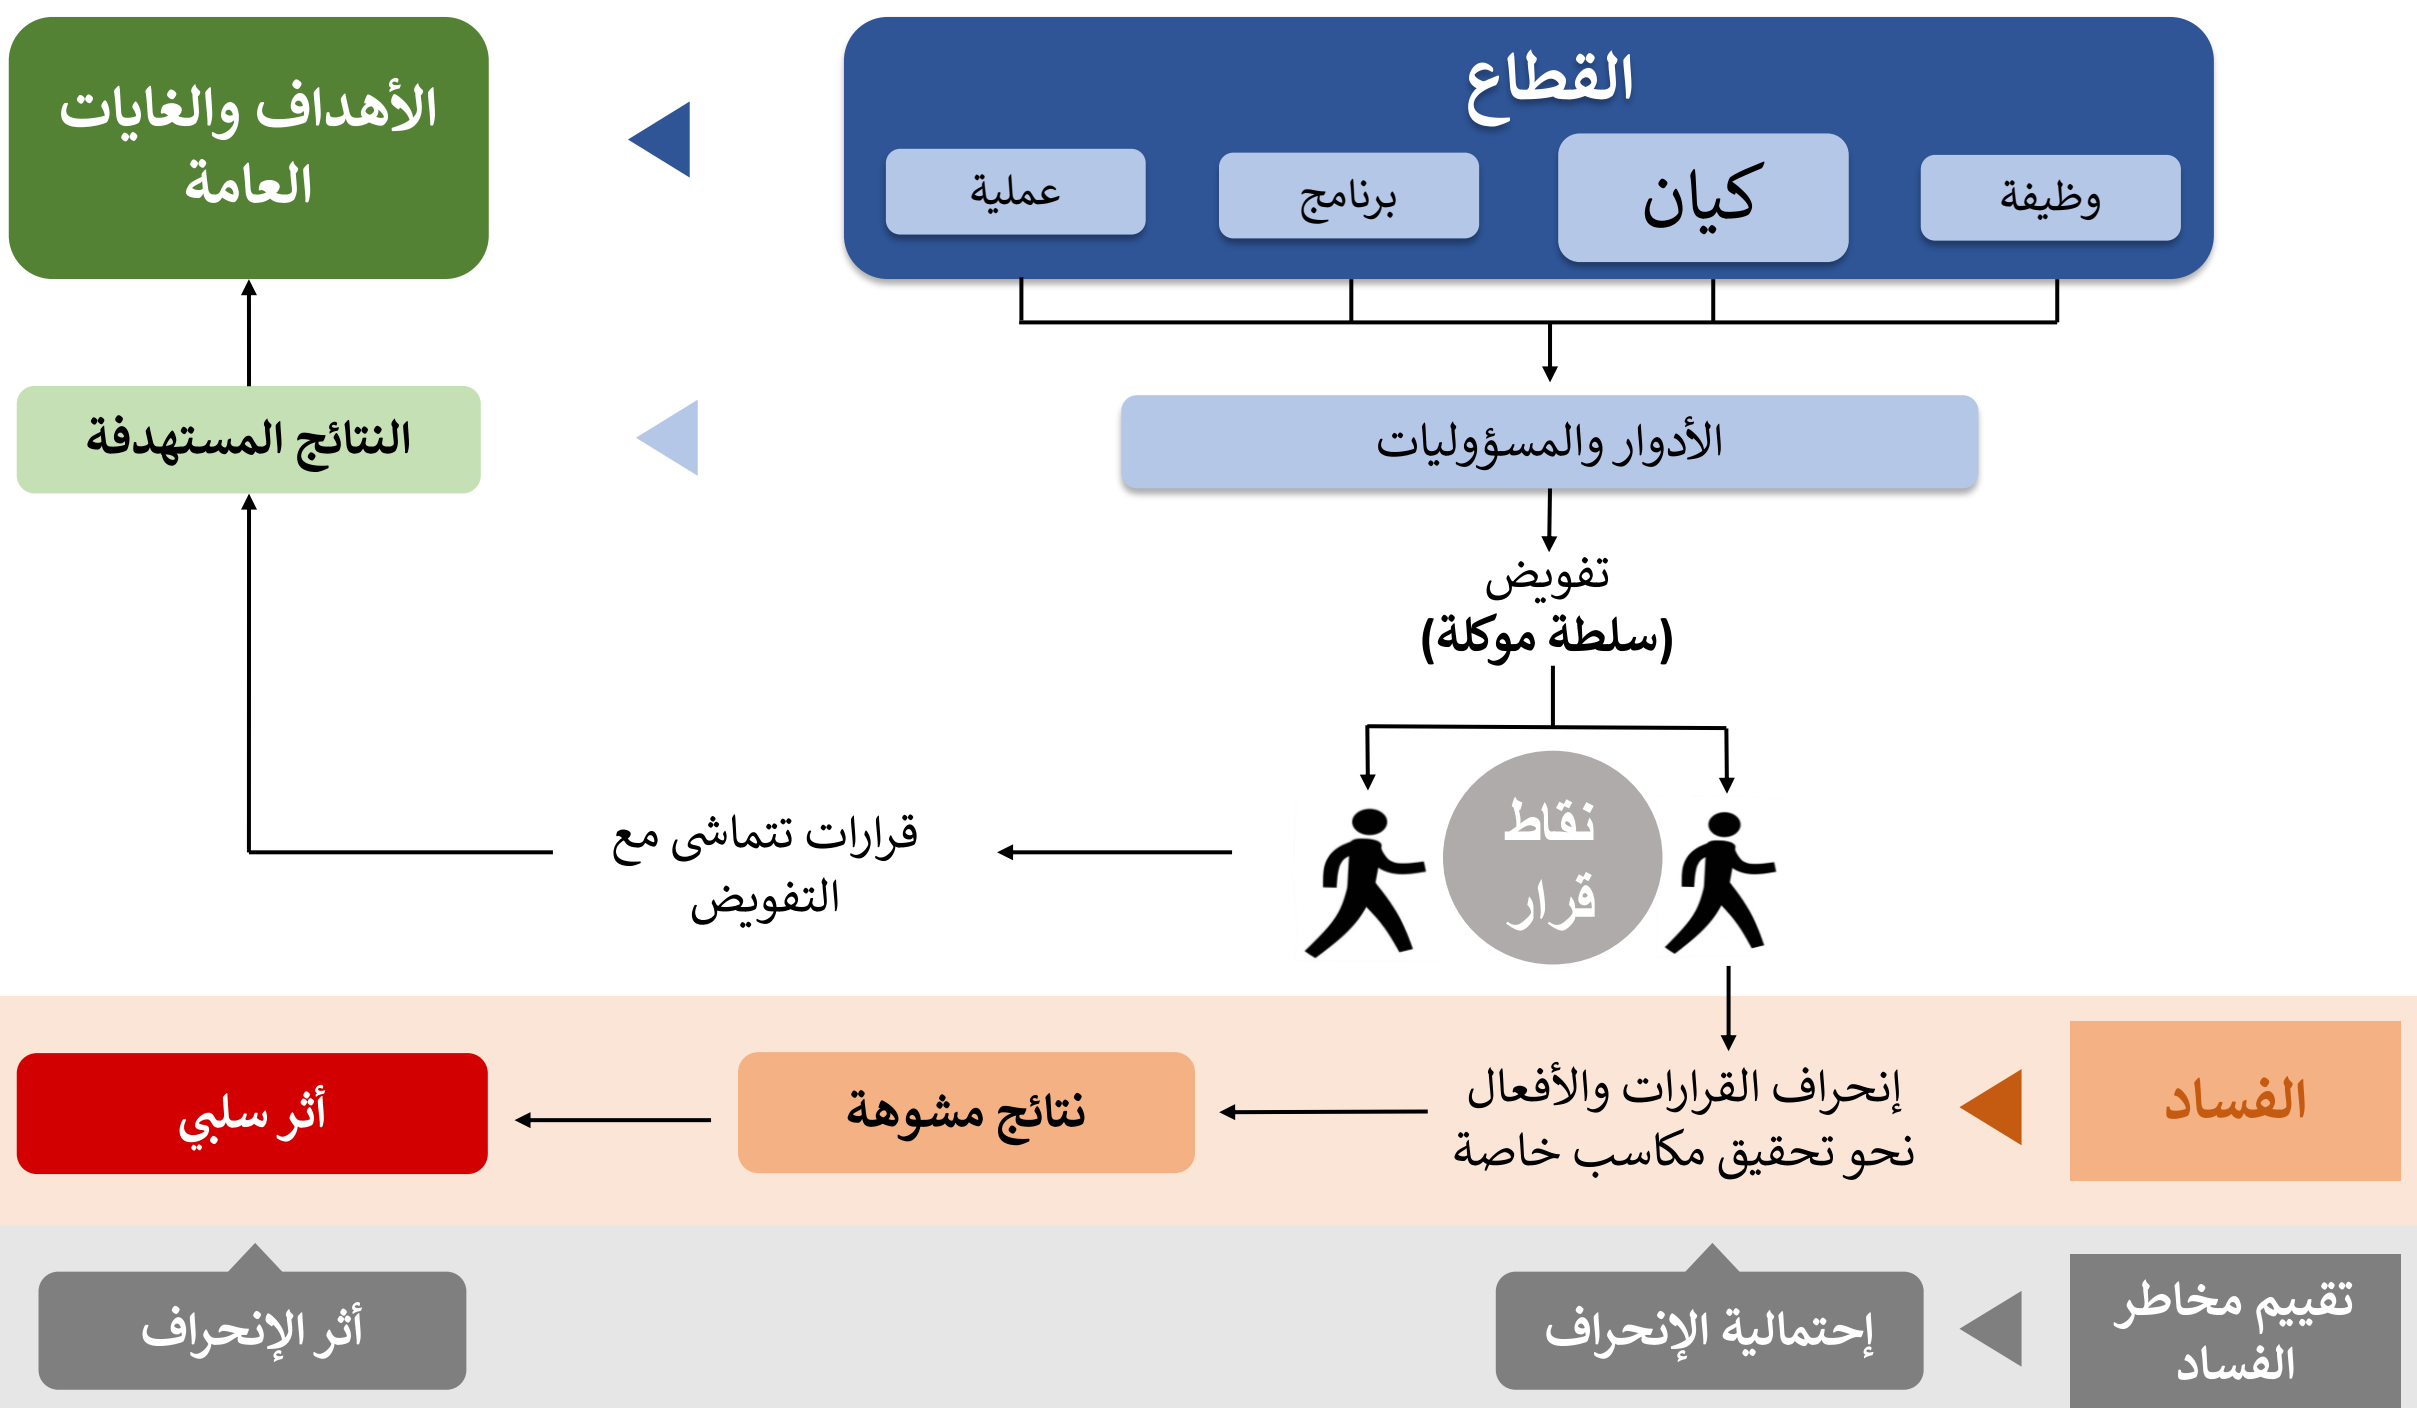 القطاع
وظيفة
كيان
برنامج
عملية
الأهداف والغايات
العامة
الأدوار والمسؤوليات
النتائج المستهدفة
تفويض
(سلطة موكلة)
نقاط
قرار
قرارات تتماشى مع
التفويض
الفساد
إنحراف القرارات والأفعال
نحو تحقيق مكاسب خاصة
نتائج مشوهة
أثر سلبي
تقييم مخاطر
الفساد
إحتمالية الإنحراف
أثر الإنحراف